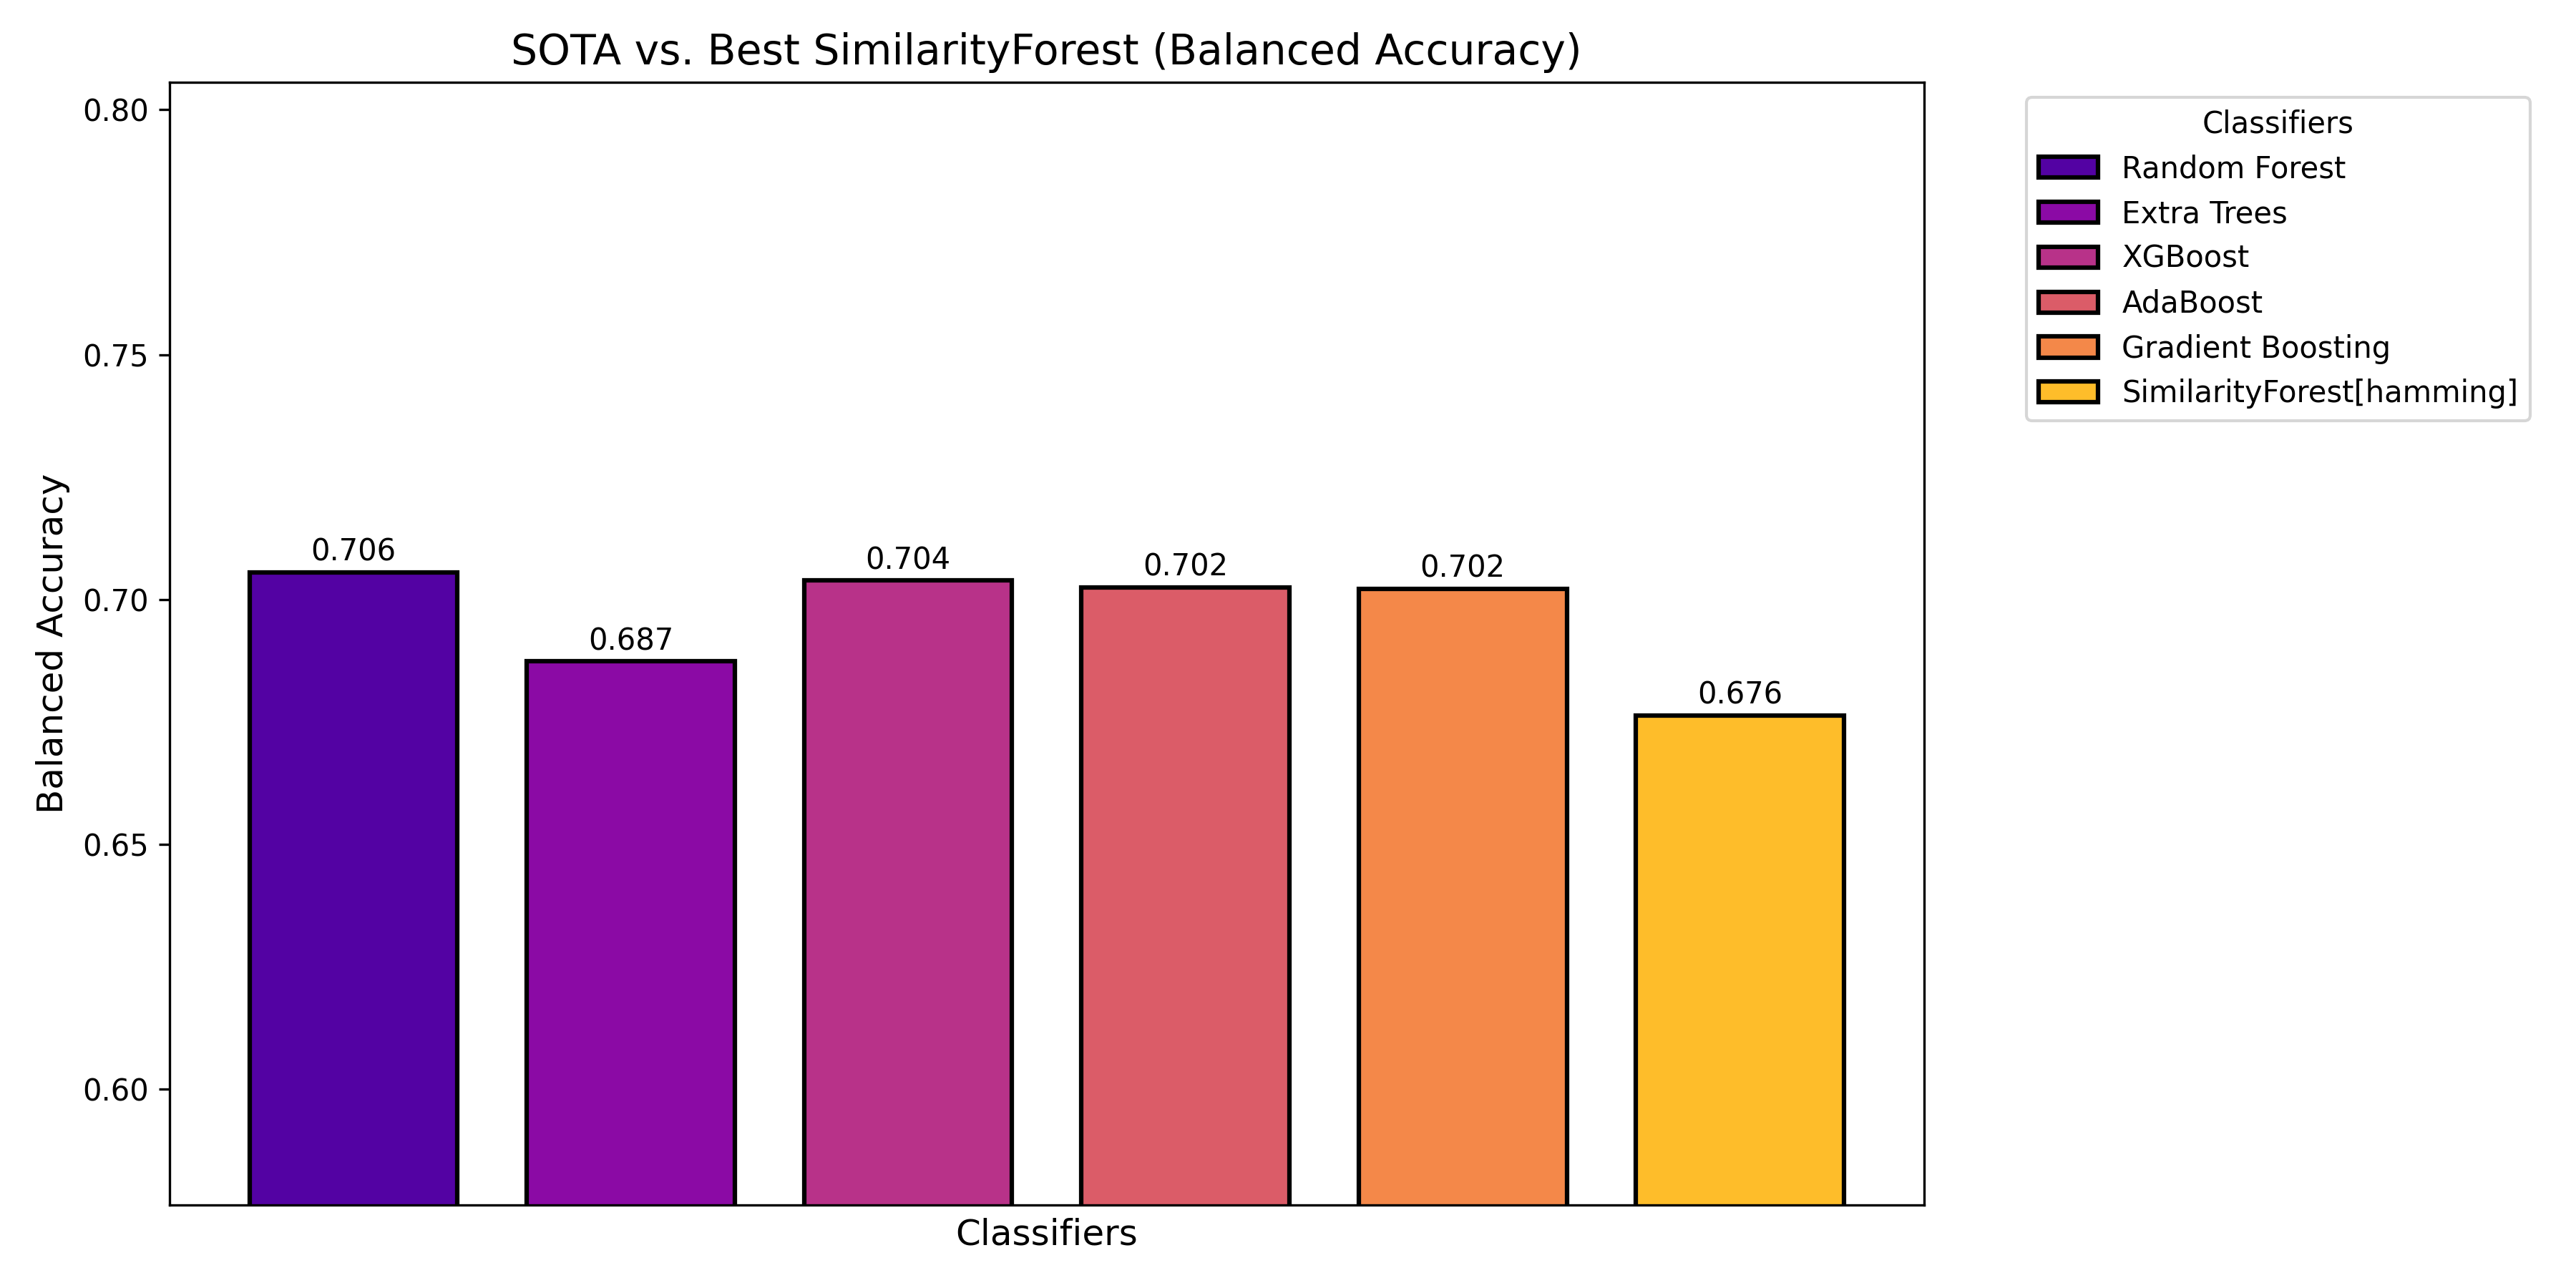 SOTA vs. Best SimilarityForest (Balanced Accuracy)
Balanced Accuracy
0.80
0.75
0.70
0.65
0.60
0.706
0.687
0.704
0.702
0.702
0.676
Classifiers
Classifiers
Random Forest
Extra Trees
XGBoost
AdaBoost
Gradient Boosting
SimilarityForest[hamming]